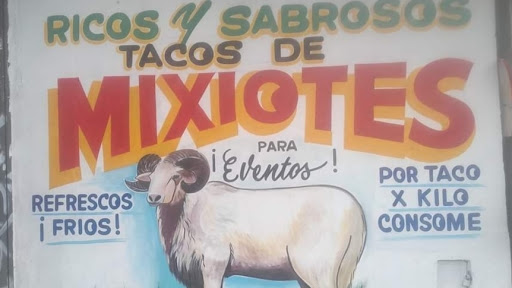 RICOS Y SABROSOS
TACOS DE
MIXIOTES
PARA
¡Eventos!
REFRESCOS
¡FRIOS!
POR TACO
X KILO
CONSOME